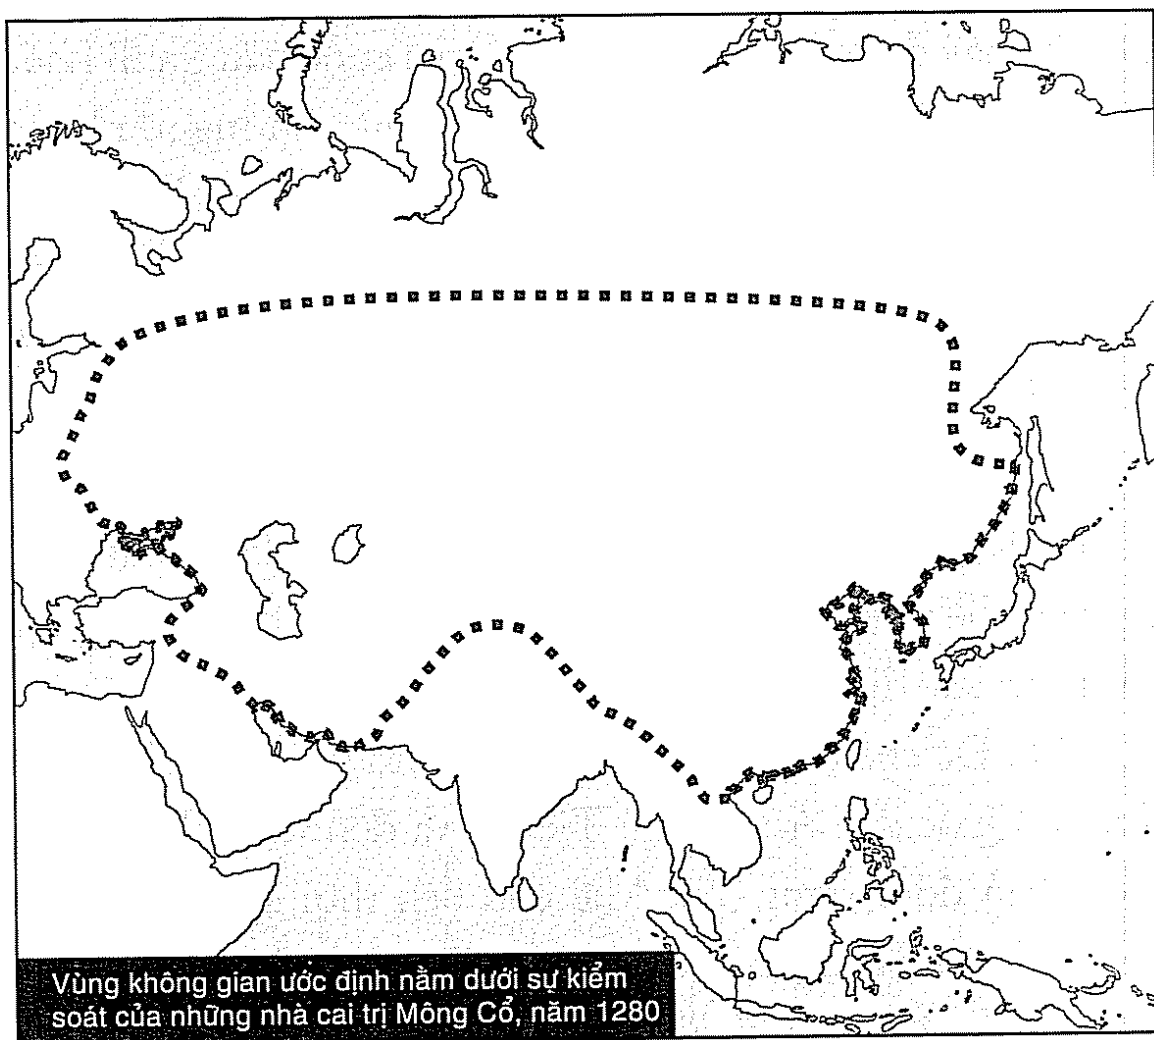 Vùng không gian ước định nằm dưới sự kiểm
soát của những nhà cai trị Mông Cổ, năm 1280